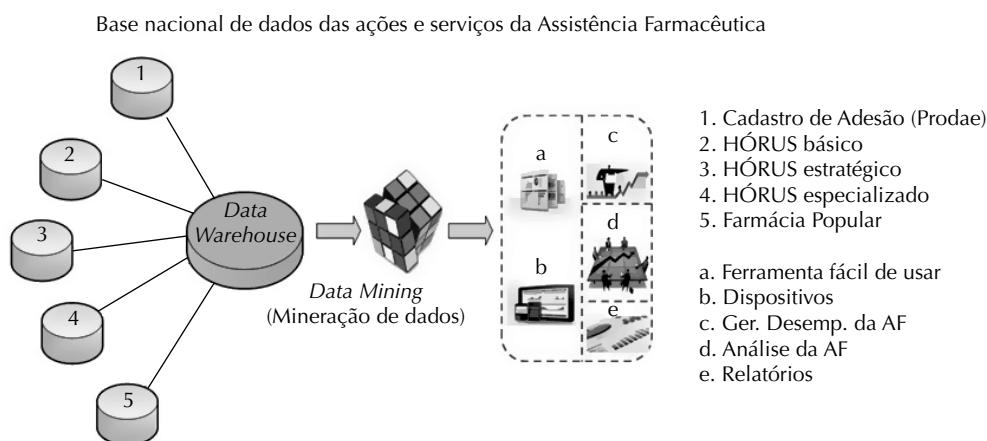 Base nacional de dados das ações e serviços da Assistência Farmacêutica
1
2
3
4
5
Data
Warehouse
Data Mining
(Mineração de dados)
a
b
c
d
e
1. Cadastro de Adesão (Prodae)
2. HÓRUS básico
3. HÓRUS estratégico
4. HÓRUS especializado
5. Farmácia Popular
a. Ferramenta fácil de usar
b. Dispositivos
c. Ger. Desemp. da AF
d. Análise da AF
e. Relatórios